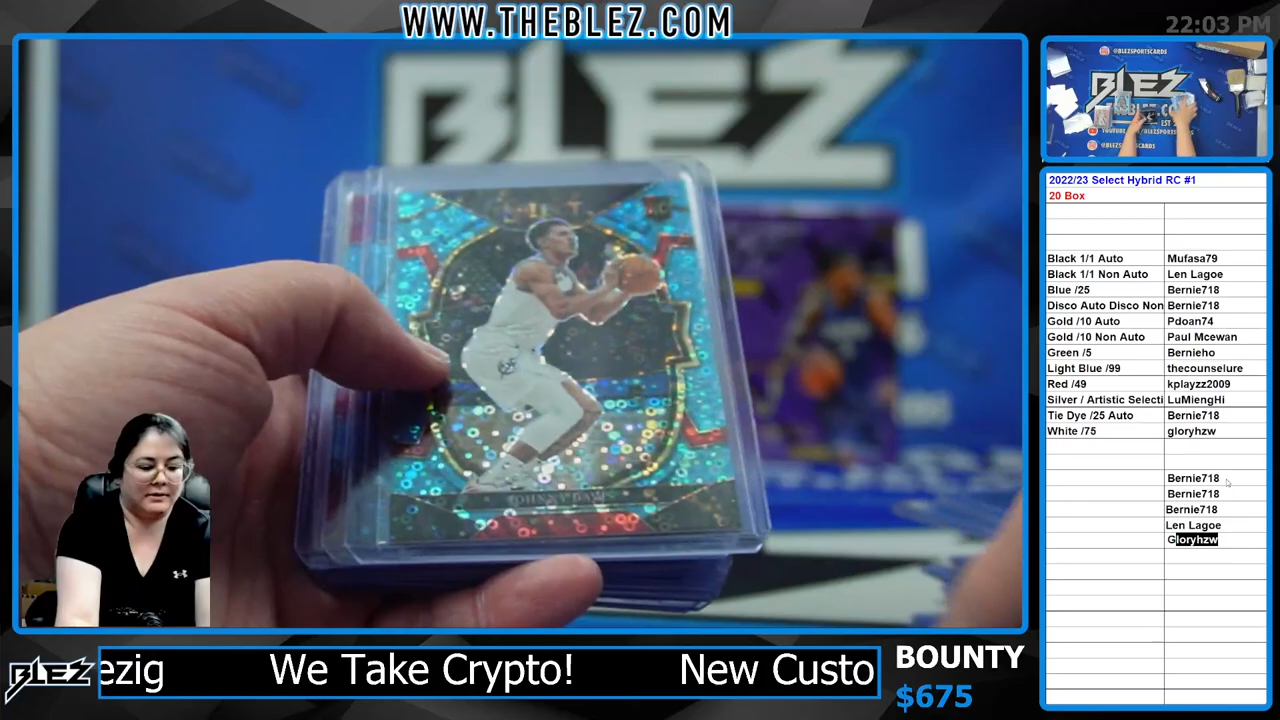 WWW.THEBLEZ.COM
22:03 PM
BLEZ
@BLEZSPORTSCARDS
BLEZ
2022/23 Select Hybrid RC #1
20 Box
Black 1/1 Auto Mufasa79
Black 1/1 Non Auto Len Lagoe
Blue /25 Bernie718
Disco Auto Disco Non Bernie718
Gold /10 Auto Pdoan74
Gold /10 Non Auto Paul Mcewan
Green /5 Bernieho
Light Blue /99 thecounselure
Red /49 kplayzz2009
Silver / Artistic Selecti LuMiengHi
Tie Dye /25 Auto Bernie718
White /75 gloryhzw
Bernie718
Bernie718
Bernie718
Len Lagoe
Gloryhzw
BLEZ
ezig We Take Crypto! New Custo
BOUNTY
$675